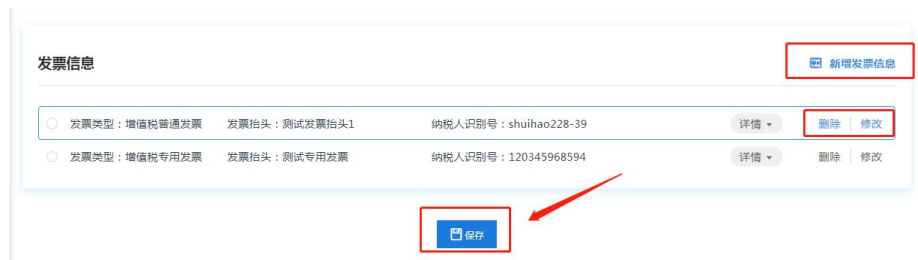 发票信息 新增发票信息
发票类型：增值税普通发票 发票抬头：测试发票抬头1 纳税人识别号：shuihao228-39 详情 删除 修改
发票类型：增值税专用发票 发票抬头：测试专用发票 纳税人识别号：120345968594 详情 删除 修改
保存